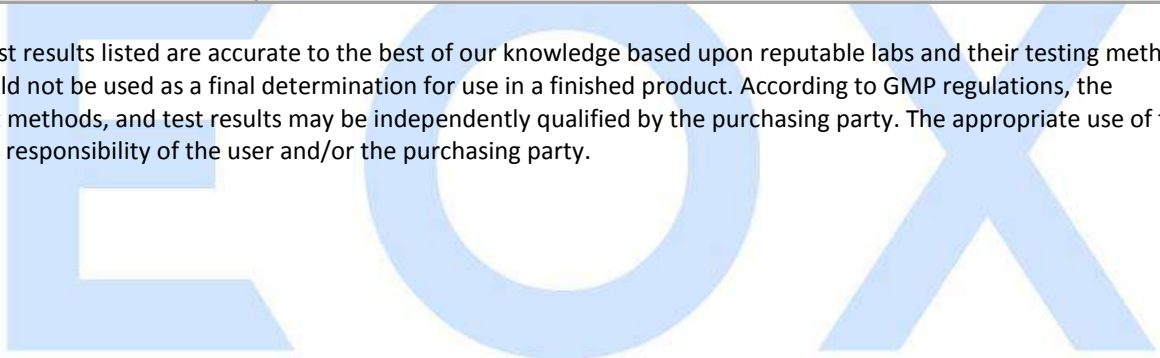 st results listed are accurate to the best of our knowledge based upon reputable labs and their testing meth
ld not be used as a final determination for use in a finished product. According to GMP regulations, the
methods, and test results may be independently qualified by the purchasing party. The appropriate use of
responsibility of the user and/or the purchasing party.
EOX